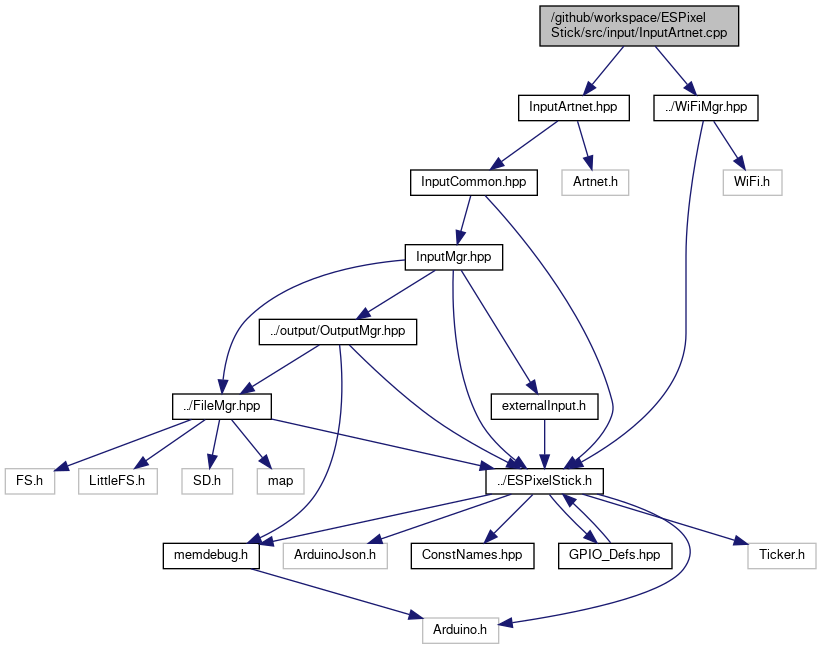 /github/workspace/ESPixel
Stick/src/input/InputArtnet.cpp
InputArtnet.hpp
../WiFiMgr.hpp
InputCommon.hpp
Artnet.h
WiFi.h
InputMgr.hpp
../output/OutputMgr.hpp
../FileMgr.hpp
externalInput.h
FS.h
LittleFS.h
SD.h
map
../ESPixelStick.h
memdebug.h
ArduinoJson.h
ConstNames.hpp
GPIO_Defs.hpp
Ticker.h
Arduino.h